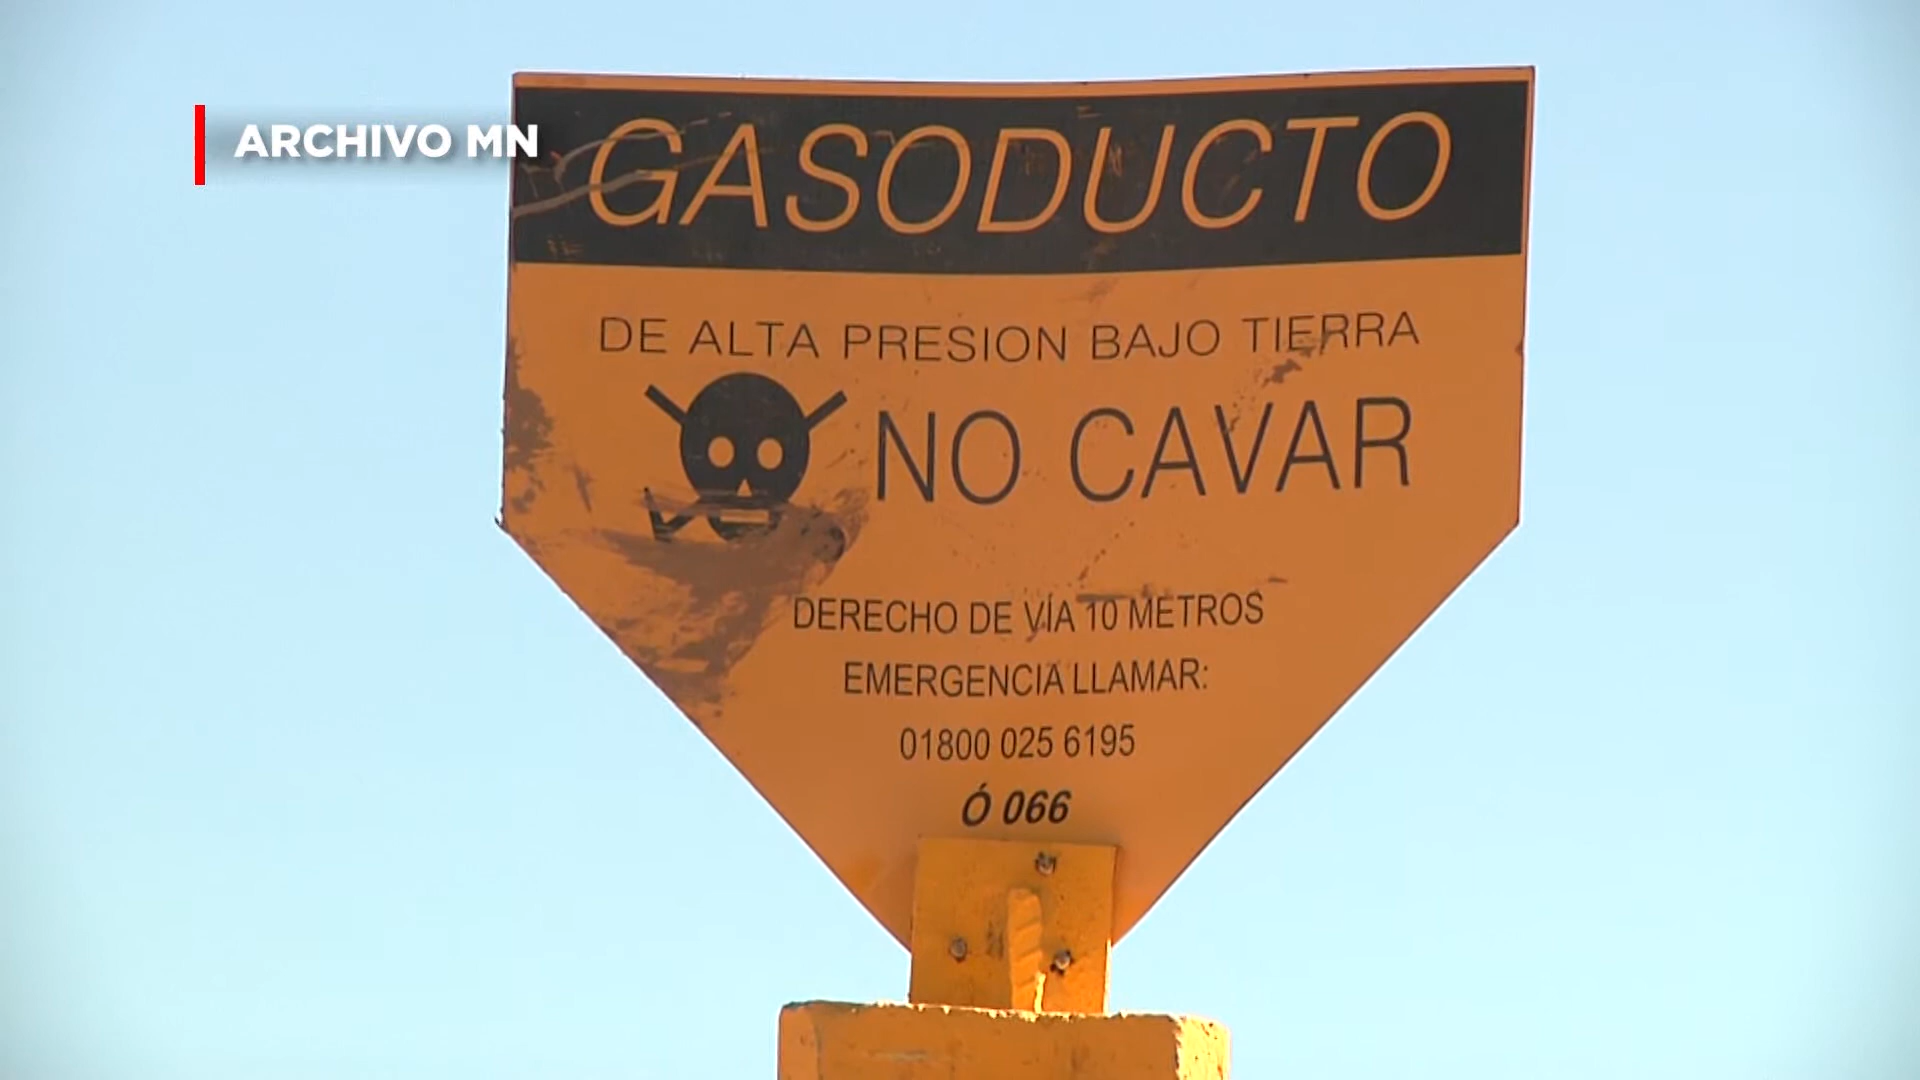 ARCHIVO MN
GASODUCTO
DE ALTA PRESION BAJO TIERRA
NO CAVAR
DERECHO DE VÍA 10 METROS
EMERGENCIA LLAMAR:
01800 025 6195
Ó 066